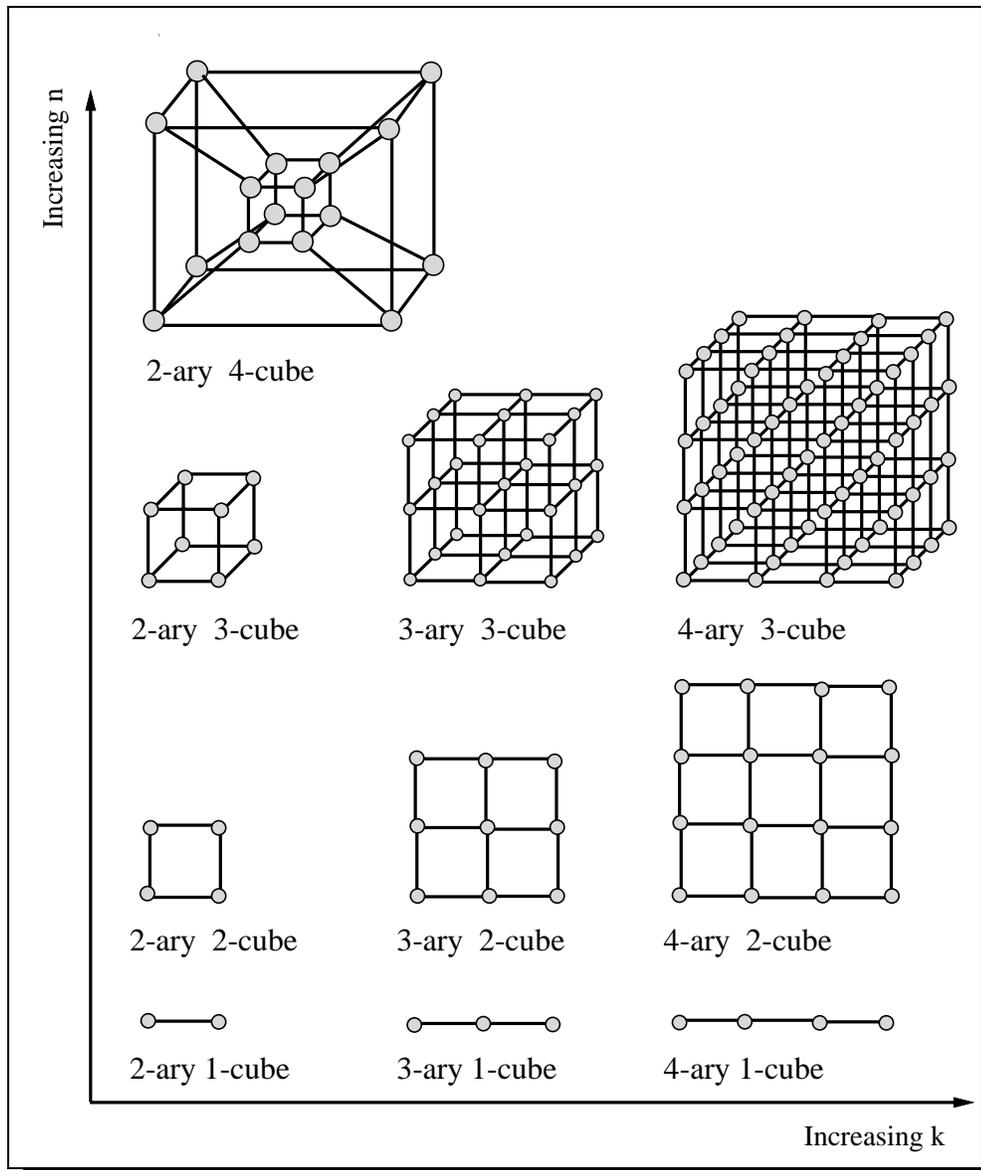 Increasing n
2-ary 4-cube
2-ary 3-cube
3-ary 3-cube
4-ary 3-cube
2-ary 2-cube
3-ary 2-cube
4-ary 2-cube
2-ary 1-cube
3-ary 1-cube
4-ary 1-cube
Increasing k